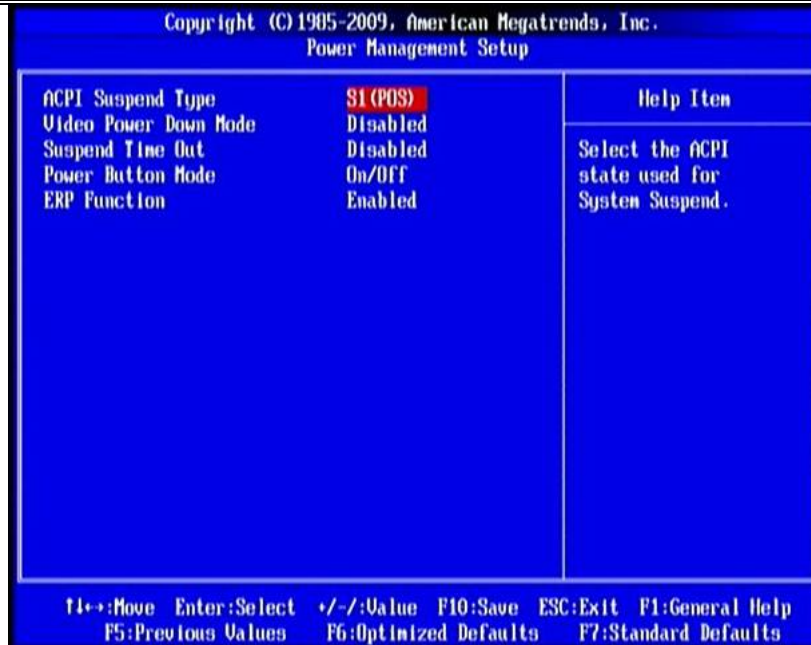 Copyright (C)1985-2009, American Megatrends, Inc.
Power Management Setup
ACPI Suspend Type S1(POS)
Video Power Down Mode Disabled
Suspend Time Out Disabled
Power Button Mode On/Off
ERP Function Enabled
Help Item
Select the ACPI
state used for
System Suspend.
↑↓←→:Move Enter:Select +/-/:Value F10:Save ESC:Exit F1:General Help
F5:Previous Values F6:Optimized Defaults F7:Standard Defaults